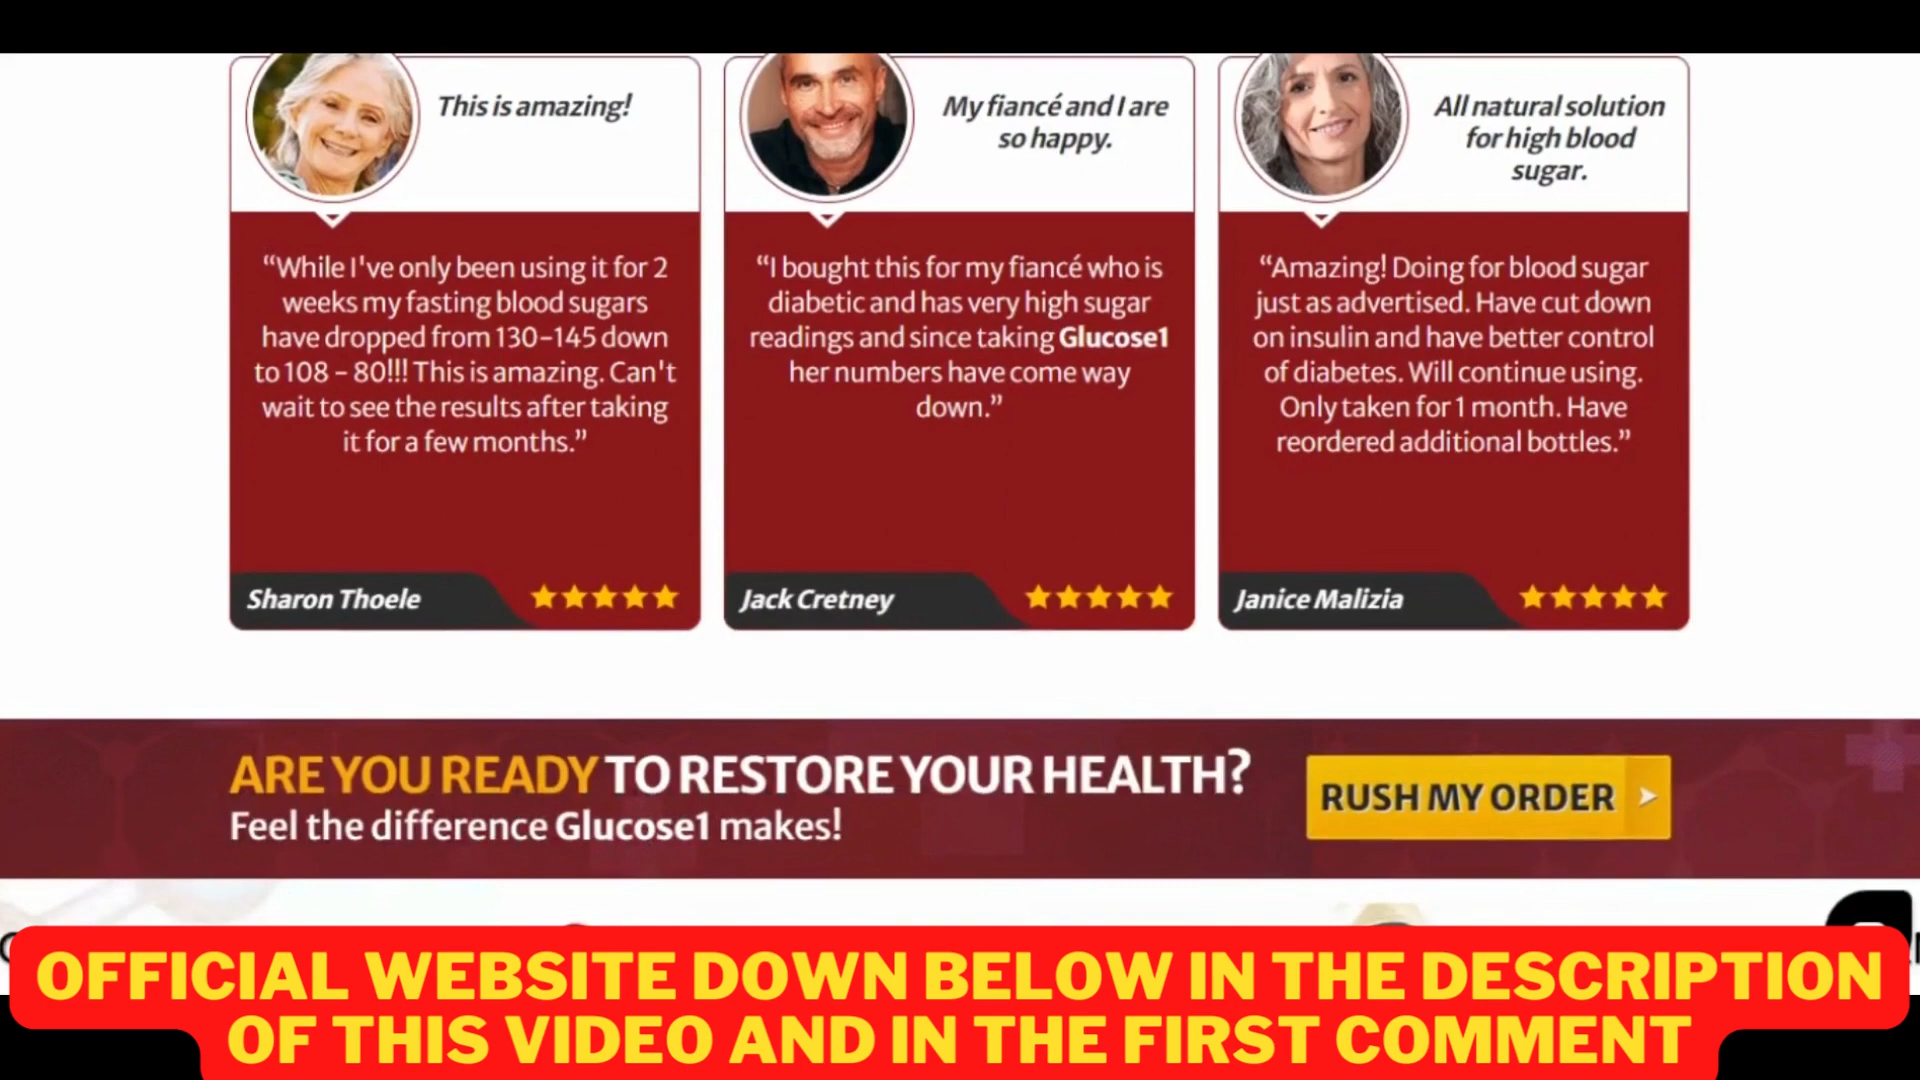 This is amazing!
“While I've only been using it for 2
weeks my fasting blood sugars
have dropped from 130-145 down
to 108 - 80!!! This is amazing. Can't
wait to see the results after taking
it for a few months.”
Sharon Thoele
My fiancé and I are
so happy.
“I bought this for my fiancé who is
diabetic and has very high sugar
readings and since taking Glucose1
her numbers have come way
down.”
Jack Cretney
All natural solution
for high blood
sugar.
“Amazing! Doing for blood sugar
just as advertised. Have cut down
on insulin and have better control
of diabetes. Will continue using.
Only taken for 1 month. Have
reordered additional bottles.”
Janice Malizia
ARE YOU READY TO RESTORE YOUR HEALTH?
Feel the difference Glucose1 makes!
RUSH MY ORDER
OFFICIAL WEBSITE DOWN BELOW IN THE DESCRIPTION
OF THIS VIDEO AND IN THE FIRST COMMENT